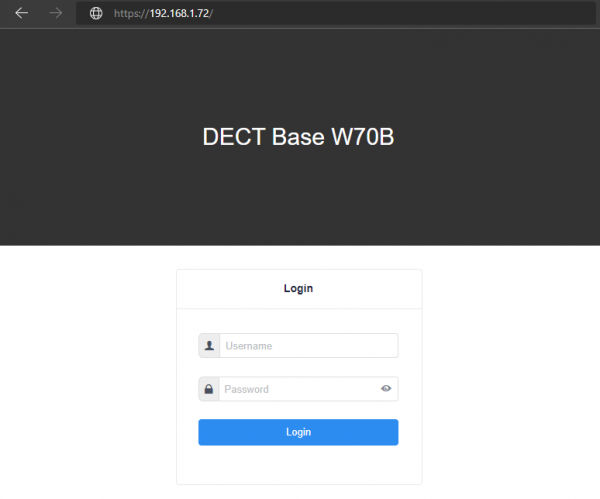 https://192.168.1.72/
DECT Base W70B
Login
Username
Password
Login